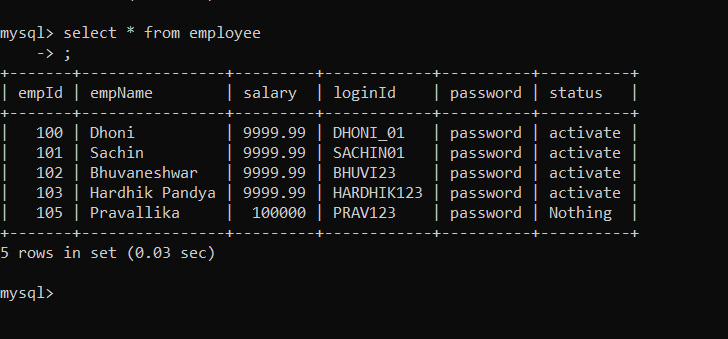 mysql> select * from employee
    -> ;
+-------+----------------+---------+------------+----------+----------+
| empId | empName        | salary  | loginId    | password | status   |
+-------+----------------+---------+------------+----------+----------+
|   100 | Dhoni          | 9999.99 | DHONI_01   | password | activate |
|   101 | Sachin         | 9999.99 | SACHIN01   | password | activate |
|   102 | Bhuvaneshwar   | 9999.99 | BHUVI23    | password | activate |
|   103 | Hardhik Pandya | 9999.99 | HARDHIK123 | password | activate |
|   105 | Pravallika     |  100000 | PRAV123    | password | Nothing  |
+-------+----------------+---------+------------+----------+----------+
5 rows in set (0.03 sec)
mysql>